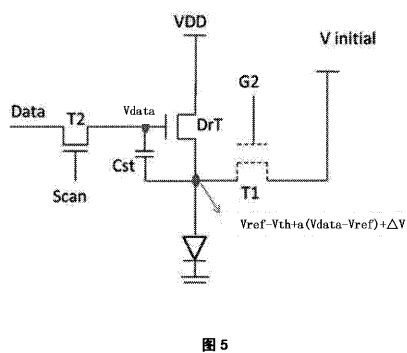 VDD
V initial
G2
Data
T2
Vdata
DrT
Cst
T1
Scan
Vref-Vth+a(Vdata-Vref)+△V
图 5